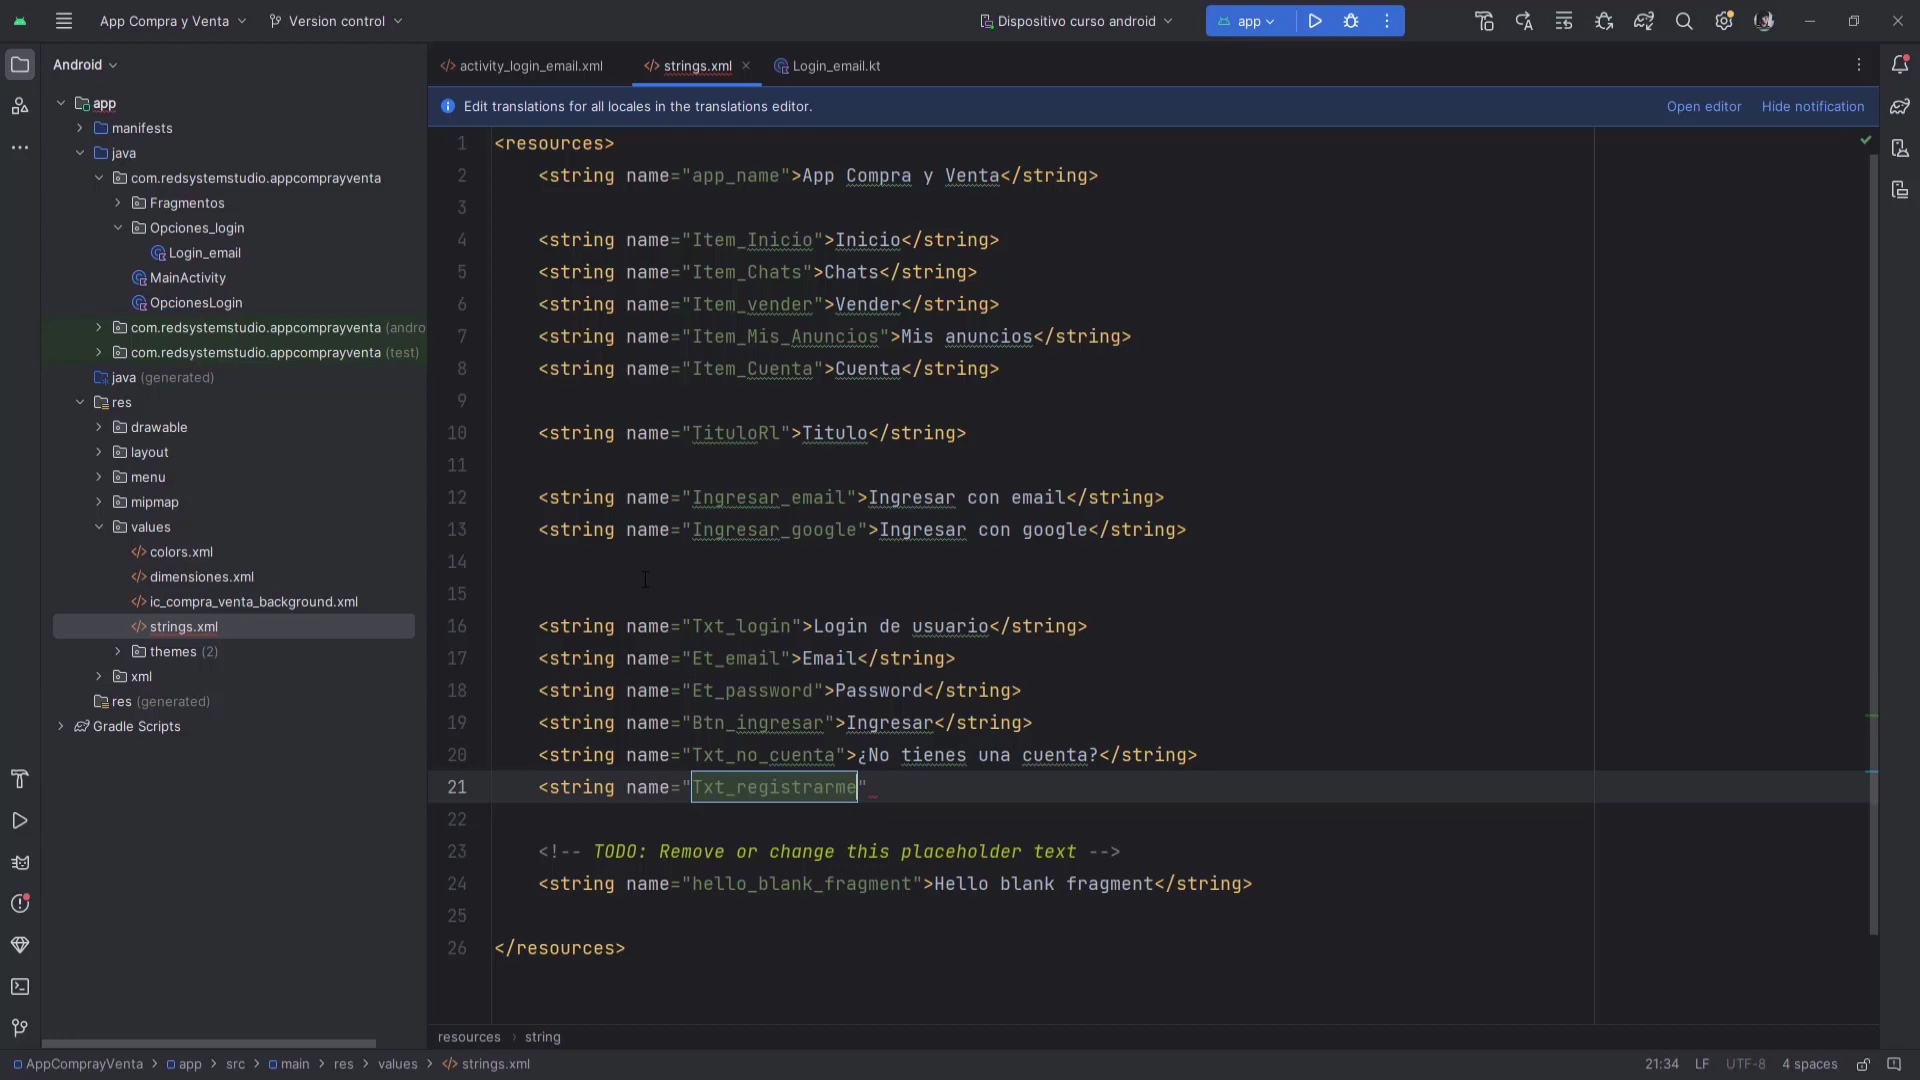 App Compra y Venta
Version control
Dispositivo curso android
app
Android
activity_login_email.xml
strings.xml
Login_email.kt
Edit translations for all locales in the translations editor.
Open editor
Hide notification
app
manifests
java
com.redsystemstudio.appcomprayventa
Fragmentos
Opciones_login
Login_email
MainActivity
OpcionesLogin
com.redsystemstudio.appcomprayventa (andro
com.redsystemstudio.appcomprayventa (test)
java (generated)
res
drawable
layout
menu
mipmap
values
colors.xml
dimensiones.xml
ic_compra_venta_background.xml
strings.xml
themes (2)
xml
res (generated)
Gradle Scripts
1 <resources>
2 <string name="app_name">App Compra y Venta</string>
3
4 <string name="Item_Inicio">Inicio</string>
5 <string name="Item_Chats">Chats</string>
6 <string name="Item_vender">Vender</string>
7 <string name="Item_Mis_Anuncios">Mis anuncios</string>
8 <string name="Item_Cuenta">Cuenta</string>
9
10 <string name="TituloRl">Titulo</string>
11
12 <string name="Ingresar_email">Ingresar con email</string>
13 <string name="Ingresar_google">Ingresar con google</string>
14
15
16 <string name="Txt_login">Login de usuario</string>
17 <string name="Et_email">Email</string>
18 <string name="Et_password">Password</string>
19 <string name="Btn_ingresar">Ingresar</string>
20 <string name="Txt_no_cuenta">¿No tienes una cuenta?</string>
21 <string name="Txt_registrarme"
22
23 <!-- TODO: Remove or change this placeholder text -->
24 <string name="hello_blank_fragment">Hello blank fragment</string>
25
26 </resources>
resources > string
AppComprayVenta > app > src > main > res > values > strings.xml
21:34 LF UTF-8 4 spaces